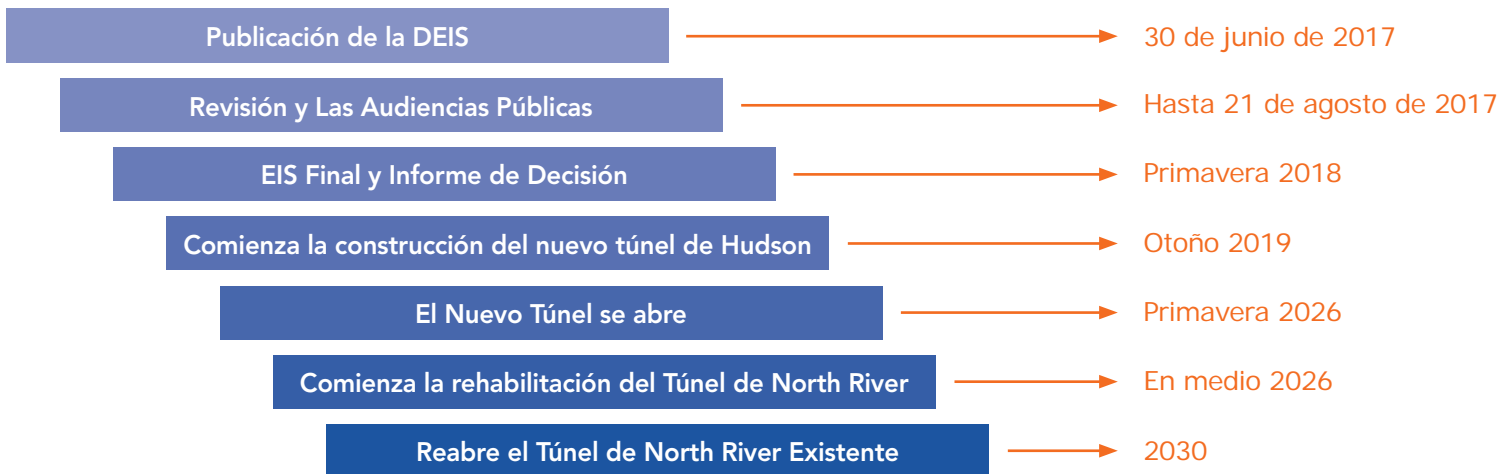 Publicación de la DEIS 30 de junio de 2017
Revisión y Las Audiencias Públicas Hasta 21 de agosto de 2017
EIS Final y Informe de Decisión Primavera 2018
Comienza la construcción del nuevo túnel de Hudson Otoño 2019
El Nuevo Túnel se abre Primavera 2026
Comienza la rehabilitación del Túnel de North River En medio 2026
Reabre el Túnel de North River Existente 2030